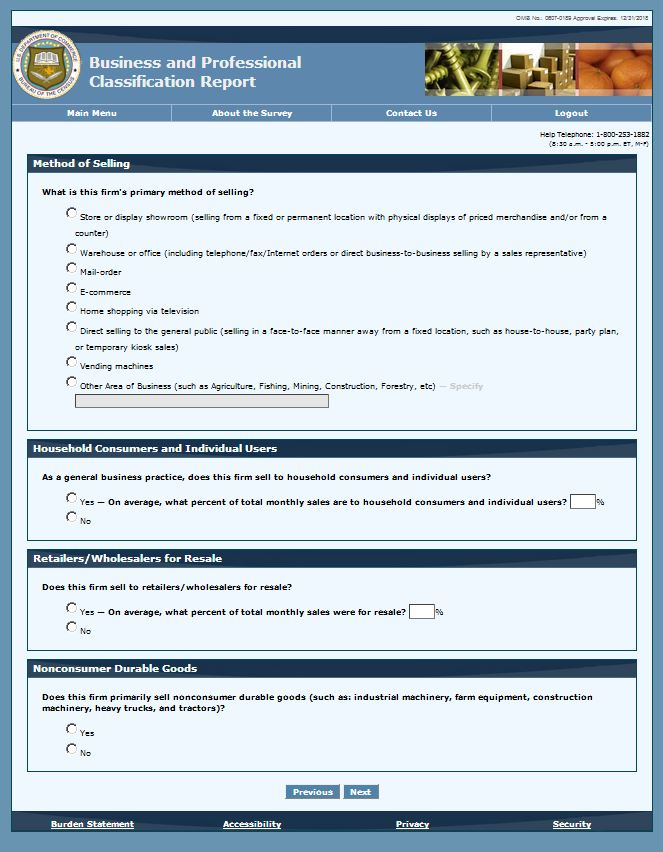 OMB No.: 0607-0189 Approval Expires: 12/31/2018
U.S. DEPARTMENT OF COMMERCE
BUREAU OF THE CENSUS
Business and Professional
Classification Report
Main Menu About the Survey Contact Us Logout
Help Telephone: 1-800-253-1882
(8:30 a.m. - 5:00 p.m. ET, M-F)
Method of Selling
What is this firm's primary method of selling?
Store or display showroom (selling from a fixed or permanent location with physical displays of priced merchandise and/or from a
counter)
Warehouse or office (including telephone/fax/Internet orders or direct business-to-business selling by a sales representative)
Mail-order
E-commerce
Home shopping via television
Direct selling to the general public (selling in a face-to-face manner away from a fixed location, such as house-to-house, party plan,
or temporary kiosk sales)
Vending machines
Other Area of Business (such as Agriculture, Fishing, Mining, Construction, Forestry, etc) — Specify
Household Consumers and Individual Users
As a general business practice, does this firm sell to household consumers and individual users?
Yes — On average, what percent of total monthly sales are to household consumers and individual users? %
No
Retailers/Wholesalers for Resale
Does this firm sell to retailers/wholesalers for resale?
Yes — On average, what percent of total monthly sales were for resale? %
No
Nonconsumer Durable Goods
Does this firm primarily sell nonconsumer durable goods (such as: industrial machinery, farm equipment, construction
machinery, heavy trucks, and tractors)?
Yes
No
Previous Next
Burden Statement Accessibility Privacy Security